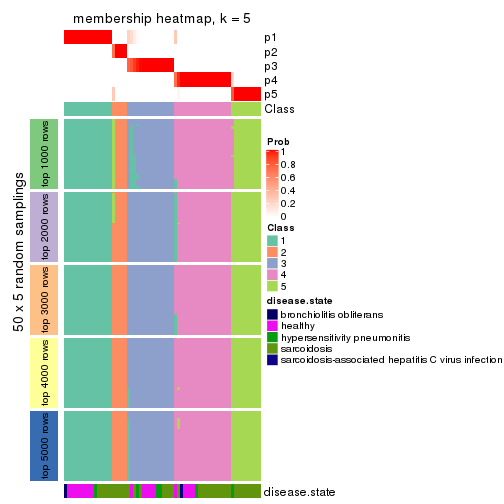 membership heatmap, k = 5
p1
p2
p3
p4
p5
Class
50 x 5 random samplings
top 1000 rows
top 2000 rows
top 3000 rows
top 4000 rows
top 5000 rows
Prob
1
0.8
0.6
0.4
0.2
0
Class
1
2
3
4
5
disease.state
bronchiolitis obliterans
healthy
hypersensitivity pneumonitis
sarcoidosis
sarcoidosis-associated hepatitis C virus infection
disease.state